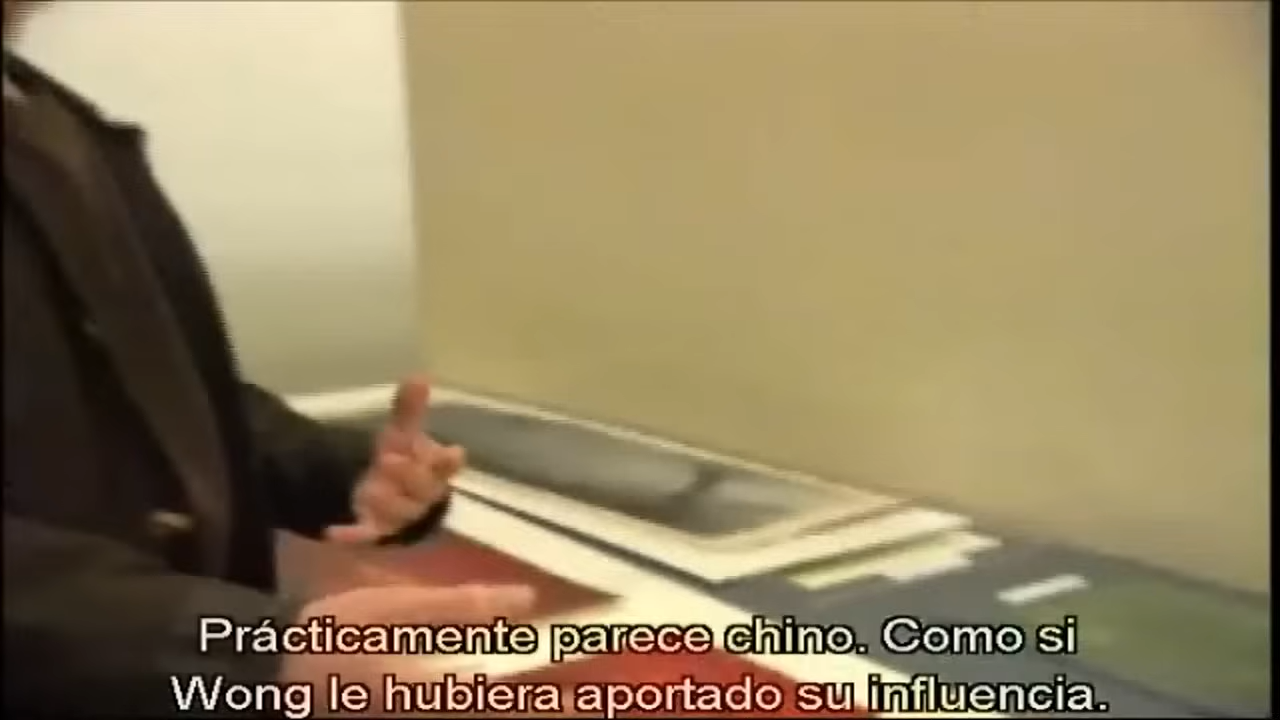 Prácticamente parece chino. Como si
Wong le hubiera aportado su influencia.